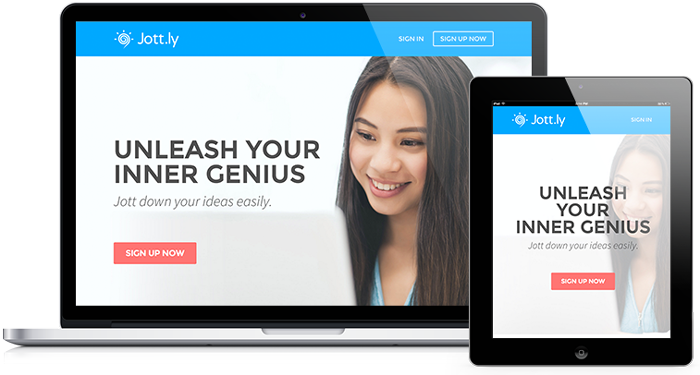 Jott.ly
SIGN IN
SIGN UP NOW
UNLEASH YOUR
INNER GENIUS
Jott down your ideas easily.
SIGN UP NOW
iPad
Jott.ly
SIGN IN
UNLEASH
YOUR
INNER GENIUS
Jott down your ideas easily.
SIGN UP NOW